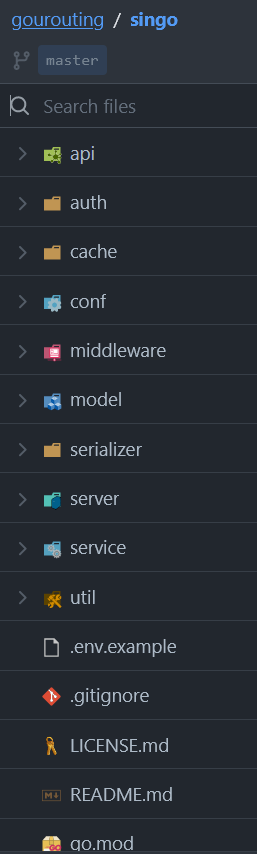 gourouting / singo
master
Search files
api
auth
cache
conf
middleware
model
serializer
server
service
util
.env.example
.gitignore
LICENSE.md
README.md
go.mod